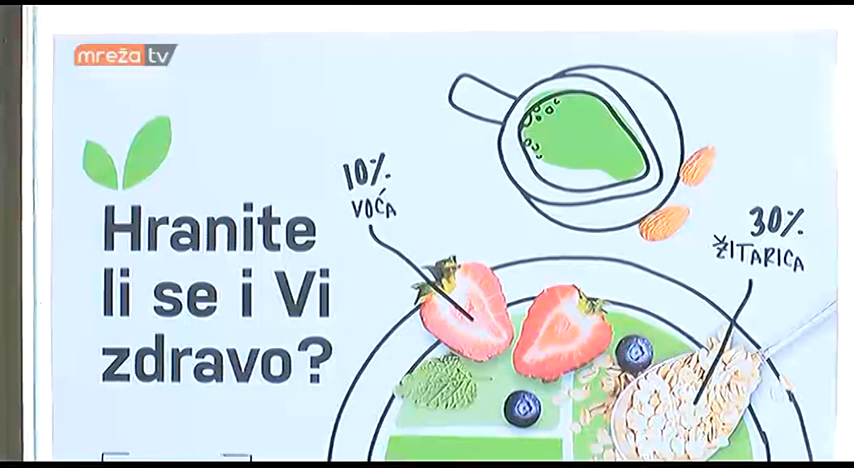 mreža tv
10%
VOĆA
30%
ŽITARICA
Hranite
li se i Vi
zdravo?